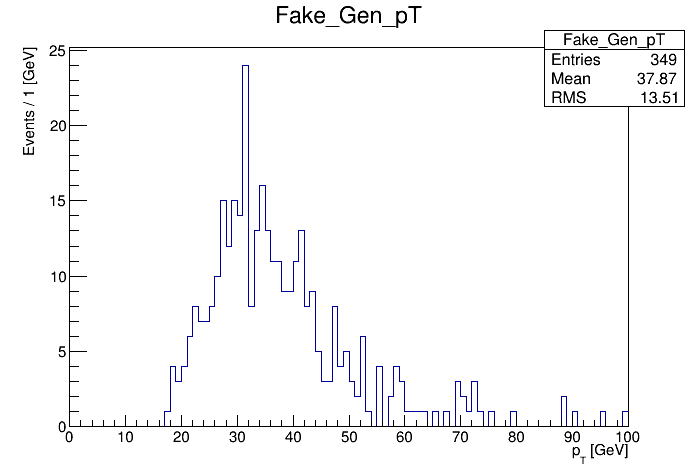 Fake_Gen_pT
Fake_Gen_pT
Entries 349
Mean 37.87
RMS 13.51
Events / 1 [GeV]
25
20
15
10
5
0
0 10 20 30 40 50 60 70 80 90 100
p_T [GeV]